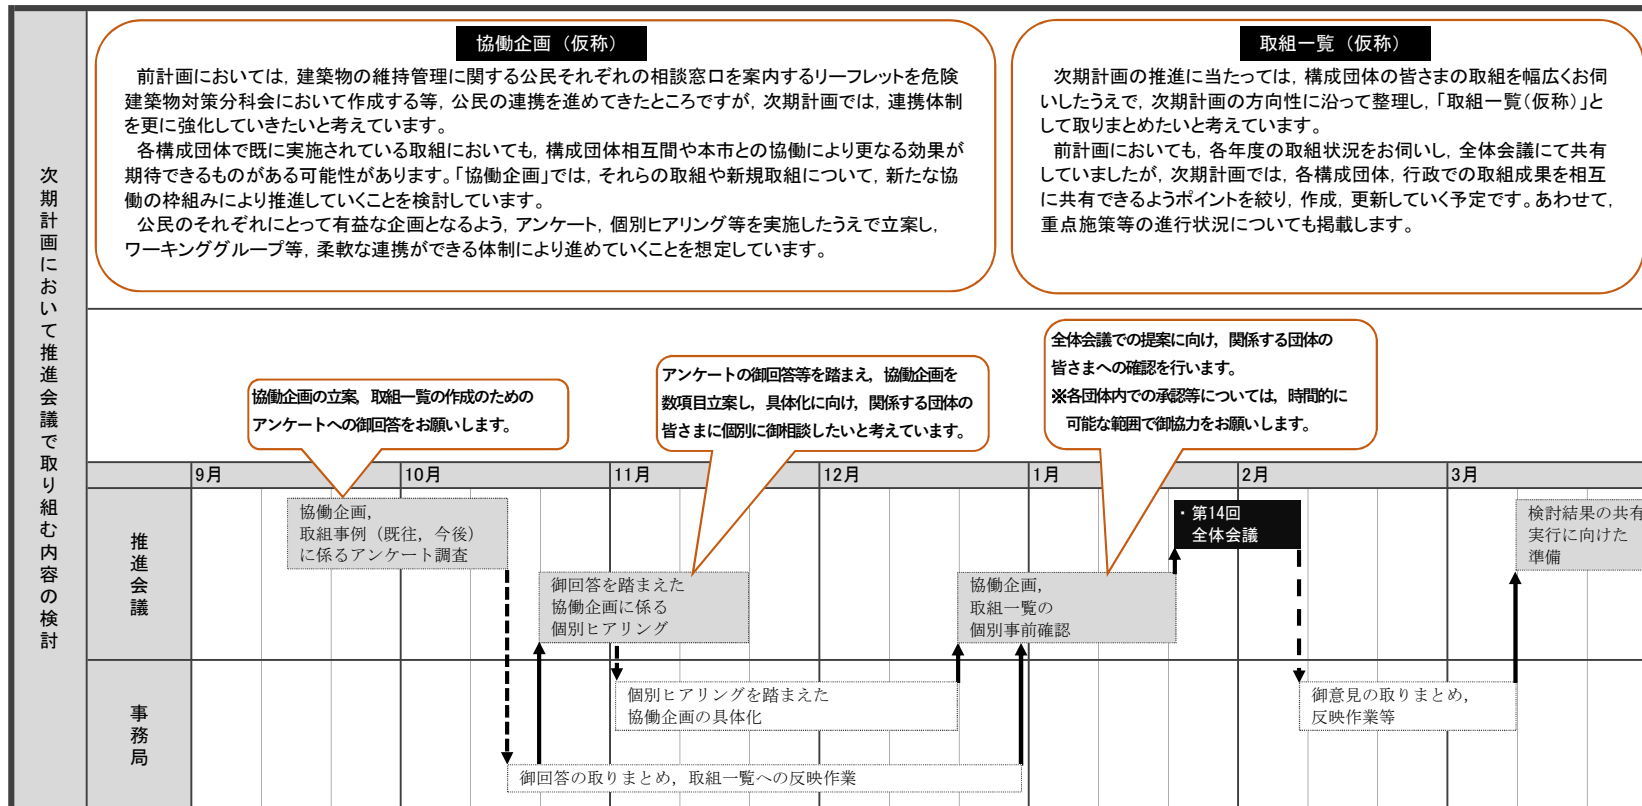 次期計画において推進会議で取り組む内容の検討
協働企画（仮称）
前計画においては，建築物の維持管理に関する公民それぞれの相談窓口を案内するリーフレットを危険
建築物対策分科会において作成する等，公民の連携を進めてきたところですが，次期計画では，連携体制
を更に強化していきたいと考えています。
各構成団体で既に実施されている取組においても，構成団体相互間や本市との協働により更なる効果が
期待できるものがある可能性があります。「協働企画」では，それらの取組や新規取組について，新たな協
働の枠組みにより推進していくことを検討しています。
公民のそれぞれにとって有益な企画となるよう，アンケート，個別ヒアリング等を実施したうえで立案し，
ワーキンググループ等，柔軟な連携ができる体制により進めていくことを想定しています。
取組一覧（仮称）
次期計画の推進に当たっては，構成団体の皆さまの取組を幅広くお伺
いしたうえで，次期計画の方向性に沿って整理し，「取組一覧（仮称）」と
して取りまとめたいと考えています。
前計画においても，各年度の取組状況をお伺いし，全体会議にて共有
していましたが，次期計画では，各構成団体，行政での取組成果を相互
に共有できるようポイントを絞り，作成，更新していく予定です。あわせて，
重点施策等の進行状況についても掲載します。
協働企画の立案，取組一覧の作成のための
アンケートへの御回答をお願いします。
アンケートの御回答等を踏まえ，協働企画を
数項目立案し，具体化に向け，関係する団体の
皆さまに個別に御相談したいと考えています。
全体会議での提案に向け，関係する団体の
皆さまへの確認を行います。
※各団体内での承認等については，時間的に
可能な範囲で御協力をお願いします。
9月
10月
11月
12月
1月
2月
3月
推進会議
協働企画，
取組事例（既往，今後）
に係るアンケート調査
御回答を踏まえた
協働企画に係る
個別ヒアリング
協働企画，
取組一覧の
個別事前確認
・第14回
全体会議
検討結果の共有
実行に向けた
準備
事務局
個別ヒアリングを踏まえた
協働企画の具体化
御意見の取りまとめ，
反映作業等
御回答の取りまとめ，取組一覧への反映作業